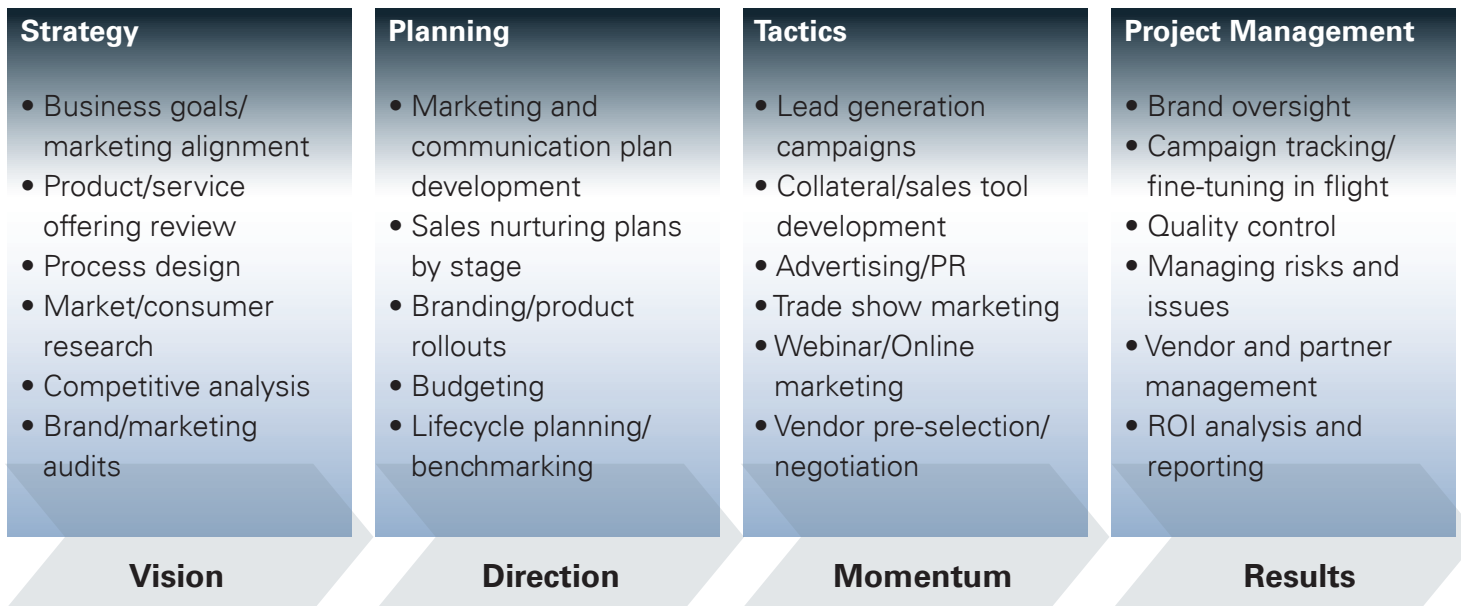 Strategy
• Business goals/
marketing alignment
• Product/service
offering review
• Process design
• Market/consumer
research
• Competitive analysis
• Brand/marketing
audits
Vision
Planning
• Marketing and
communication plan
development
• Sales nurturing plans
by stage
• Branding/product
rollouts
• Budgeting
• Lifecycle planning/
benchmarking
Direction
Tactics
• Lead generation
campaigns
• Collateral/sales tool
development
• Advertising/PR
• Trade show marketing
• Webinar/Online
marketing
• Vendor pre-selection/
negotiation
Momentum
Project Management
• Brand oversight
• Campaign tracking/
fine-tuning in flight
• Quality control
• Managing risks and
issues
• Vendor and partner
management
• ROI analysis and
reporting
Results